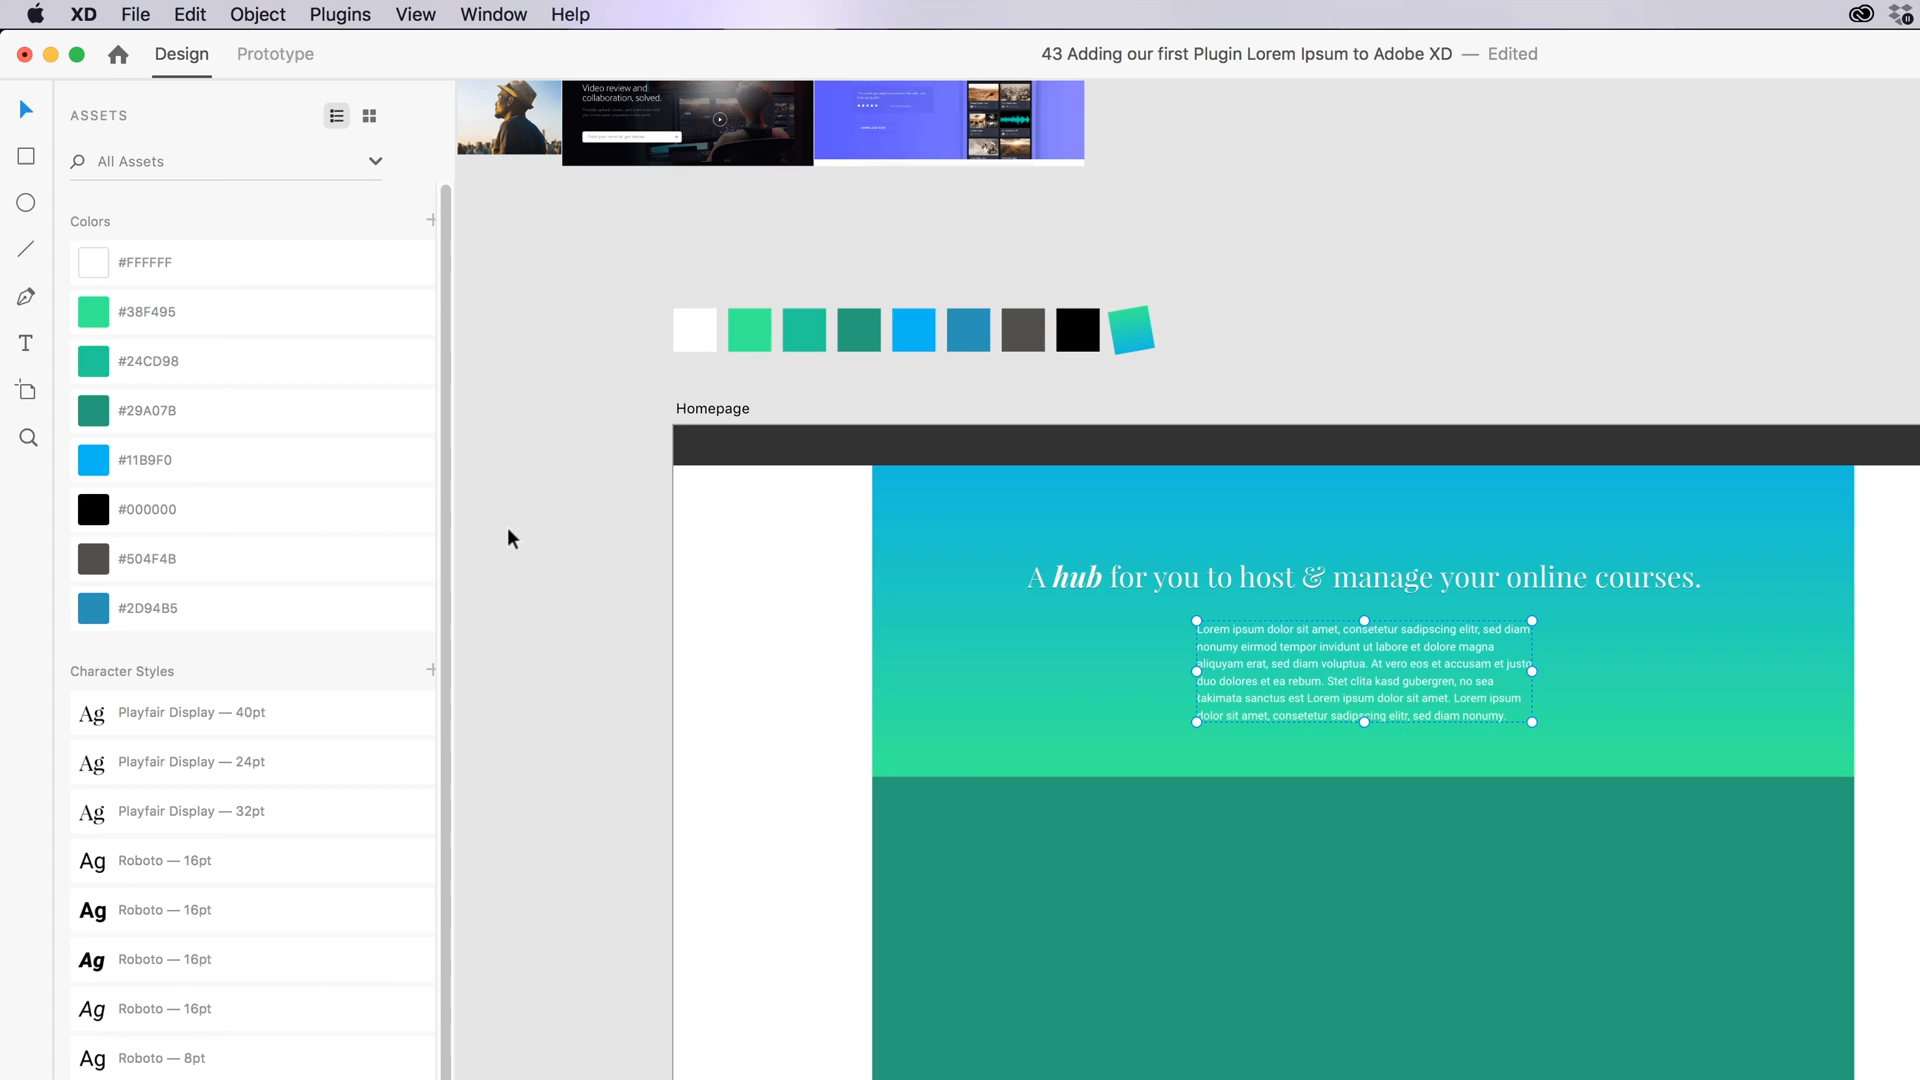 XD File Edit Object Plugins View Window Help
Design Prototype
43 Adding our first Plugin Lorem Ipsum to Adobe XD — Edited
ASSETS
All Assets
Colors
#FFFFFF
#38F495
#24CD98
#29A07B
#11B9F0
#000000
#504F4B
#2D94B5
Character Styles
Ag Playfair Display — 40pt
Ag Playfair Display — 24pt
Ag Playfair Display — 32pt
Ag Roboto — 16pt
Ag Roboto — 16pt
Ag Roboto — 16pt
Ag Roboto — 16pt
Ag Roboto — 8pt
Video review and
collaboration, solved.
Homepage
A hub for you to host & manage your online courses.
Lorem ipsum dolor sit amet, consetetur sadipscing elitr, sed diam
nonumy eirmod tempor invidunt ut labore et dolore magna
aliquyam erat, sed diam voluptua. At vero eos et accusam et justo
duo dolores et ea rebum. Stet clita kasd gubergren, no sea
takimata sanctus est Lorem ipsum dolor sit amet. Lorem ipsum
dolor sit amet, consetetur sadipscing elitr, sed diam nonumy.